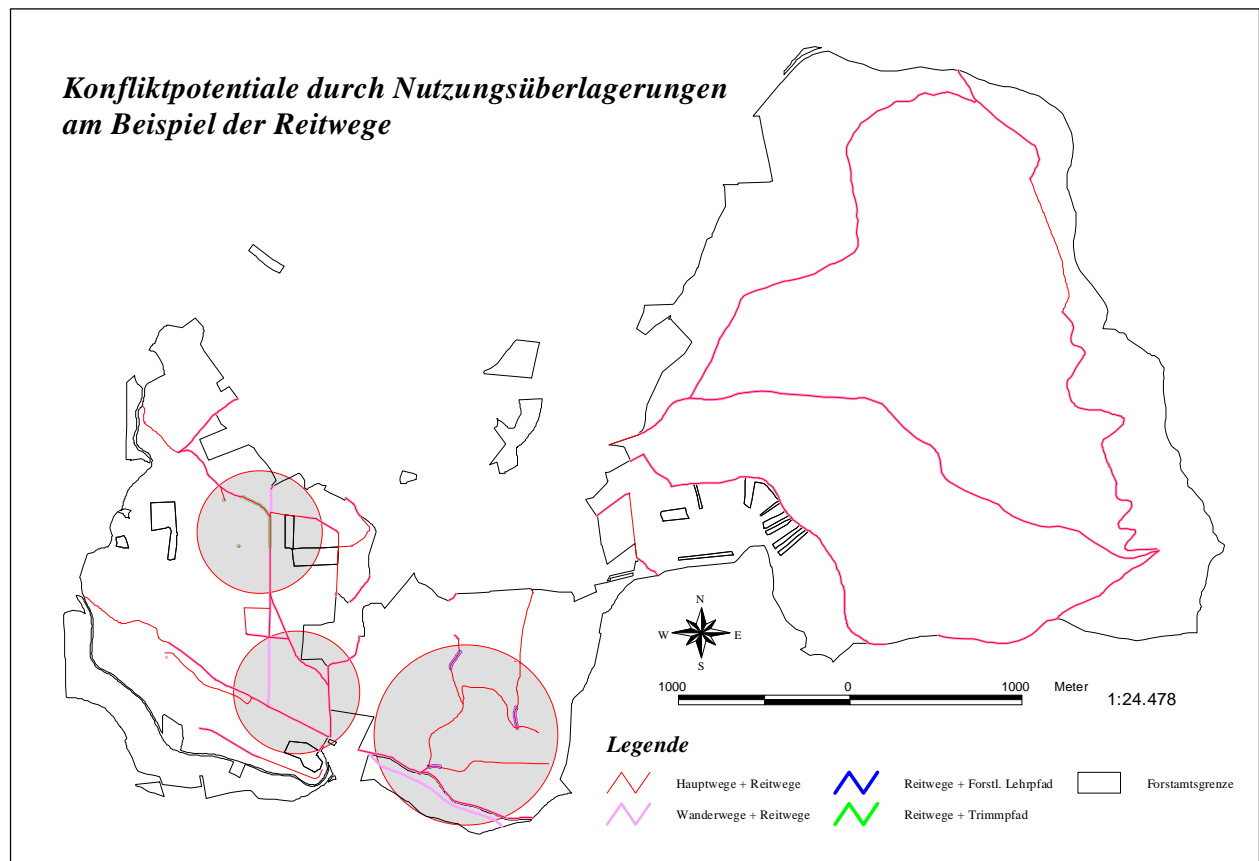 Konfliktpotentiale durch Nutzungsüberlagerungen
am Beispiel der Reitwege
N
W E
S
1000 0 1000 Meter 1:24.478
Legende
Hauptwege + Reitwege Reitwege + Forstl. Lehrpfad Forstamtsgrenze
Wanderwege + Reitwege Reitwege + Trimmpfad